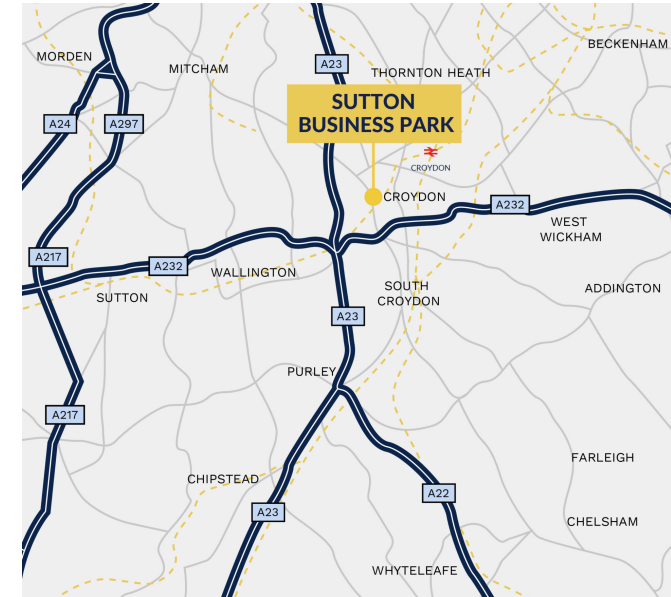 BECKENHAM
MORDEN
MITCHAM
A23
THORNTON HEATH
SUTTON
BUSINESS PARK
A24
A297
CROYDON
CROYDON
A232
WEST
WICKHAM
A217
A232
WALLINGTON
SUTTON
SOUTH
CROYDON
ADDINGTON
A23
PURLEY
A217
FARLEIGH
CHIPSTEAD
A22
A23
CHELSHAM
WHYTELEAFE